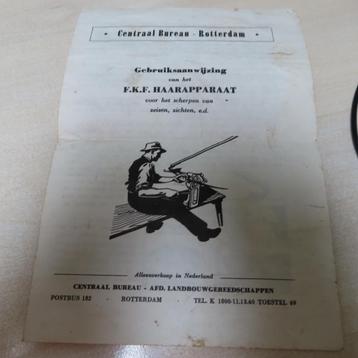 Centraal Bureau - Rotterdam
Gebruiksaanwijzing
van het
F.K.F. HAARAPPARAAT
voor het scherpen van
zeisen, zichten, e.d.
Alleenverkoop in Nederland
CENTRAAL BUREAU - AFD. LANDBOUWGEREEDSCHAPPEN
POSTBUS 182 - ROTTERDAM - TEL. K 1800-11.13.40 TOESTEL 69